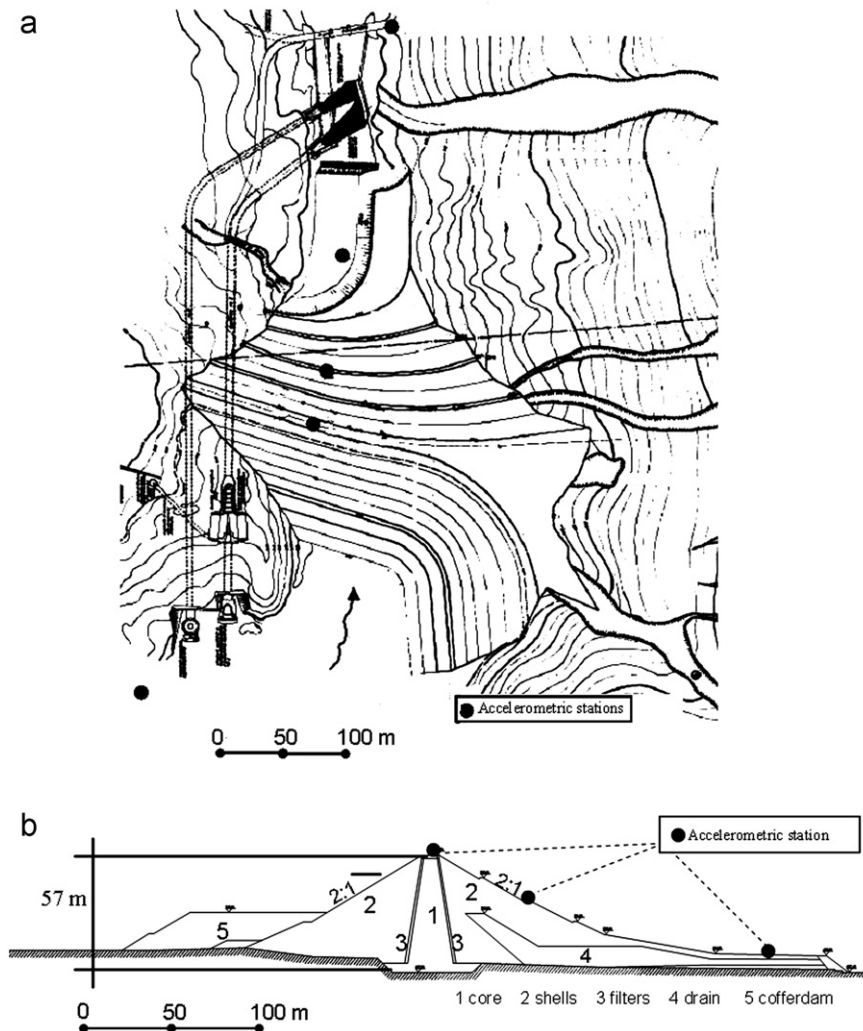 a
Accelerometric stations
0 50 100 m
b
Accelerometric station
57 m
2:1
2:1
2
2
1
5
3
3
4
1 core 2 shells 3 filters 4 drain 5 cofferdam
0 50 100 m